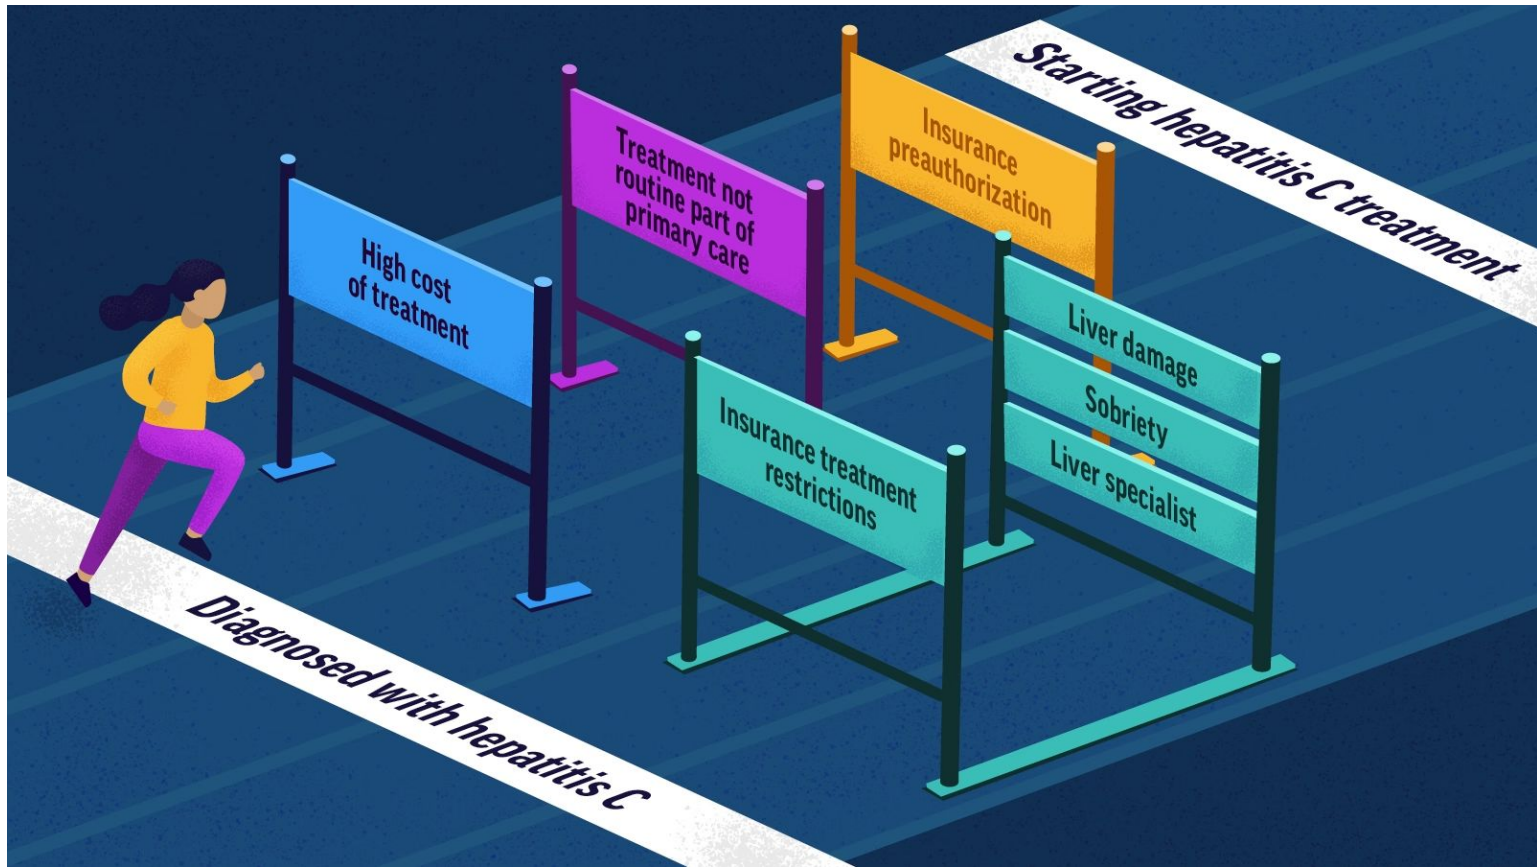 Starting hepatitis C treatment
Insurance
preauthorization
Treatment not
routine part of
primary care
High cost
of treatment
Liver damage
Sobriety
Liver specialist
Insurance treatment
restrictions
Diagnosed with hepatitis C